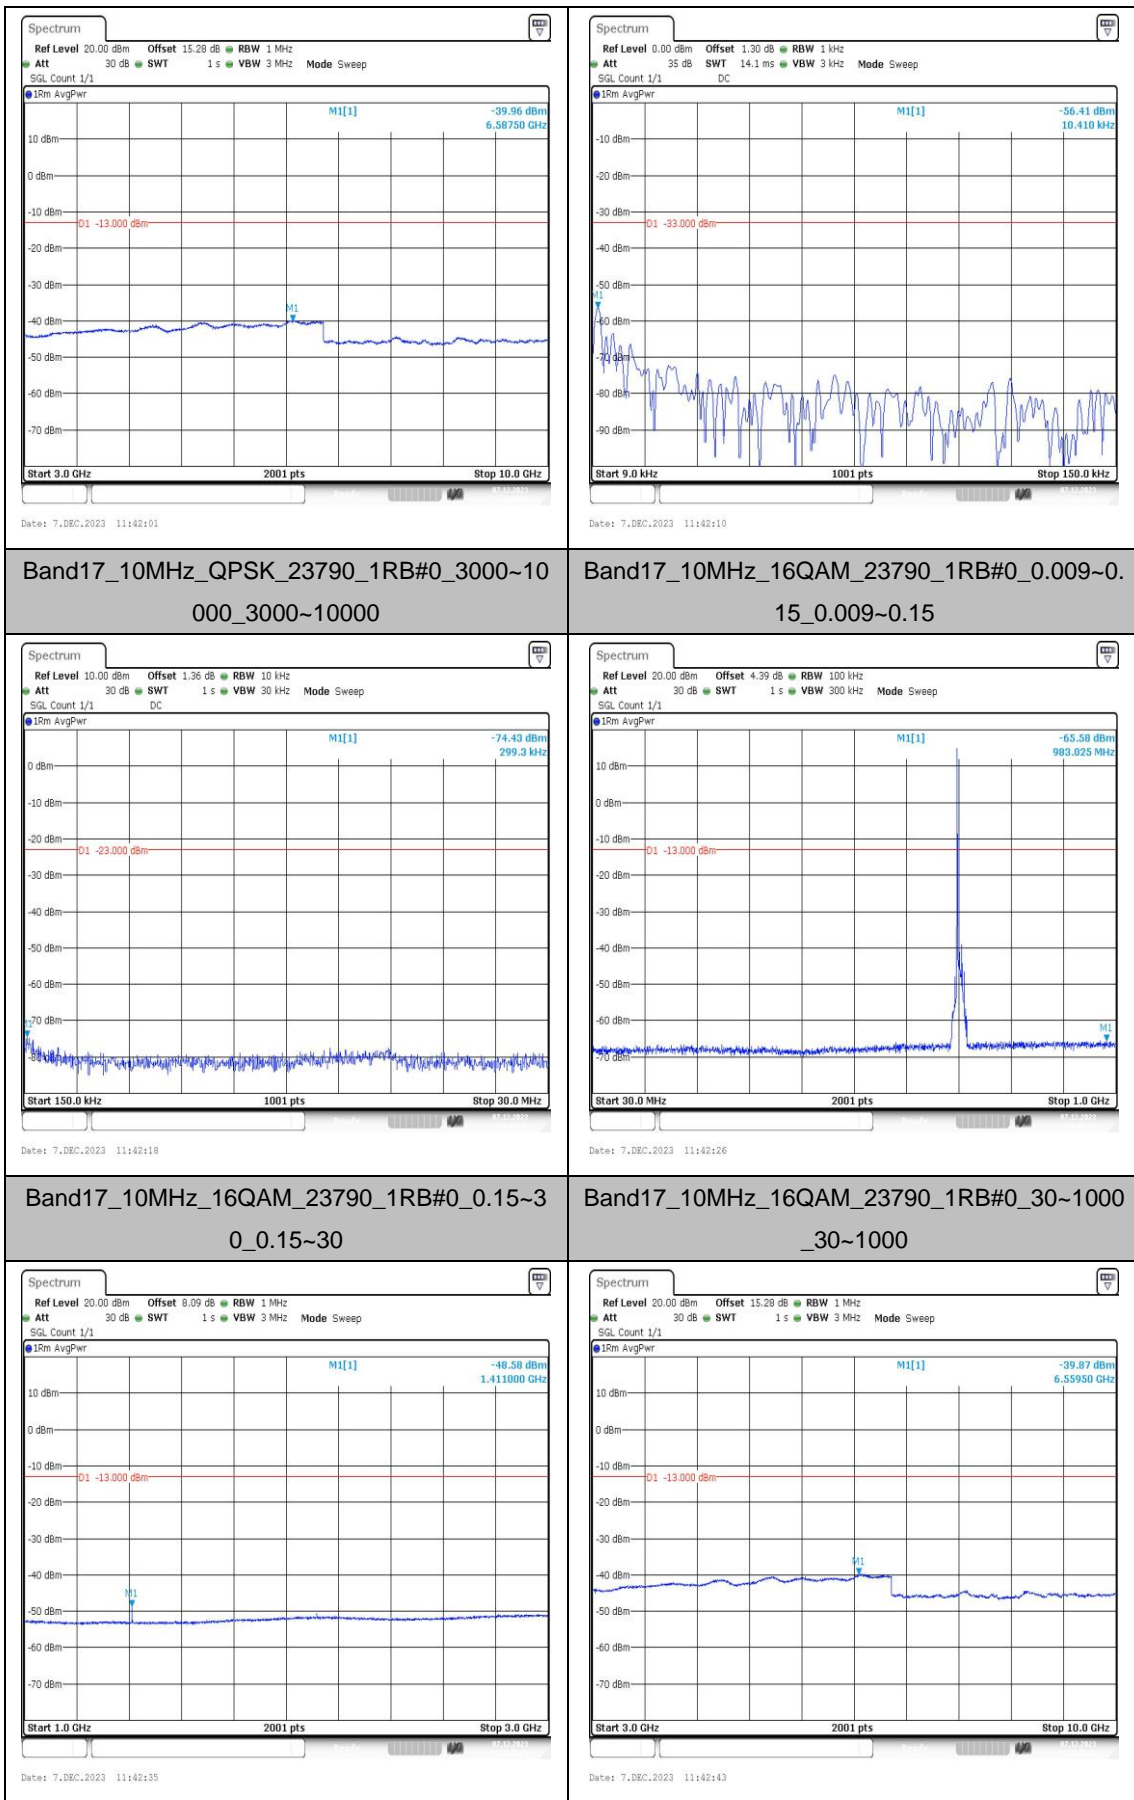 Spectrum
Ref Level 20.00 dBm Offset 15.28 dB RBW 1 MHz
Att 30 dB SWT 1 s VBW 3 MHz Mode Sweep
SGL Count 1/1
1Rm AvgPwr
M1[1] -39.96 dBm
6.58750 GHz
10 dBm
0 dBm
-10 dBm
D1 -13.000 dBm
-20 dBm
-30 dBm
M1
-40 dBm
-50 dBm
-60 dBm
-70 dBm
Start 3.0 GHz 2001 pts Stop 10.0 GHz
Date: 7.DEC.2023 11:42:01
Spectrum
Ref Level 0.00 dBm Offset 1.30 dB RBW 1 kHz
Att 35 dB SWT 14.1 ms VBW 3 kHz Mode Sweep
SGL Count 1/1 DC
1Rm AvgPwr
M1[1] -56.41 dBm
10.410 kHz
-10 dBm
-20 dBm
-30 dBm
D1 -33.000 dBm
-40 dBm
-50 dBm
M1
-60 dBm
-70 dBm
-80 dBm
-90 dBm
Start 9.0 kHz 1001 pts Stop 150.0 kHz
Date: 7.DEC.2023 11:42:10
Band17_10MHz_QPSK_23790_1RB#0_3000~10
000_3000~10000
Band17_10MHz_16QAM_23790_1RB#0_0.009~0.
15_0.009~0.15
Spectrum
Ref Level 10.00 dBm Offset 1.36 dB RBW 10 kHz
Att 30 dB SWT 1 s VBW 30 kHz Mode Sweep
SGL Count 1/1 DC
1Rm AvgPwr
M1[1] -74.43 dBm
299.3 kHz
0 dBm
-10 dBm
-20 dBm
D1 -23.000 dBm
-30 dBm
-40 dBm
-50 dBm
-60 dBm
-70 dBm
M1
-80 dBm
Start 150.0 kHz 1001 pts Stop 30.0 MHz
Date: 7.DEC.2023 11:42:18
Spectrum
Ref Level 20.00 dBm Offset 4.39 dB RBW 100 kHz
Att 30 dB SWT 1 s VBW 300 kHz Mode Sweep
SGL Count 1/1
1Rm AvgPwr
M1[1] -65.58 dBm
983.025 MHz
10 dBm
0 dBm
-10 dBm
D1 -13.000 dBm
-20 dBm
-30 dBm
-40 dBm
-50 dBm
-60 dBm
M1
-70 dBm
Start 30.0 MHz 2001 pts Stop 1.0 GHz
Date: 7.DEC.2023 11:42:26
Band17_10MHz_16QAM_23790_1RB#0_0.15~3
0_0.15~30
Band17_10MHz_16QAM_23790_1RB#0_30~1000
_30~1000
Spectrum
Ref Level 20.00 dBm Offset 8.09 dB RBW 1 MHz
Att 30 dB SWT 1 s VBW 3 MHz Mode Sweep
SGL Count 1/1
1Rm AvgPwr
M1[1] -48.58 dBm
1.411000 GHz
10 dBm
0 dBm
-10 dBm
D1 -13.000 dBm
-20 dBm
-30 dBm
-40 dBm
M1
-50 dBm
-60 dBm
-70 dBm
Start 1.0 GHz 2001 pts Stop 3.0 GHz
Date: 7.DEC.2023 11:42:35
Spectrum
Ref Level 20.00 dBm Offset 15.28 dB RBW 1 MHz
Att 30 dB SWT 1 s VBW 3 MHz Mode Sweep
SGL Count 1/1
1Rm AvgPwr
M1[1] -39.87 dBm
6.55950 GHz
10 dBm
0 dBm
-10 dBm
D1 -13.000 dBm
-20 dBm
-30 dBm
M1
-40 dBm
-50 dBm
-60 dBm
-70 dBm
Start 3.0 GHz 2001 pts Stop 10.0 GHz
Date: 7.DEC.2023 11:42:43